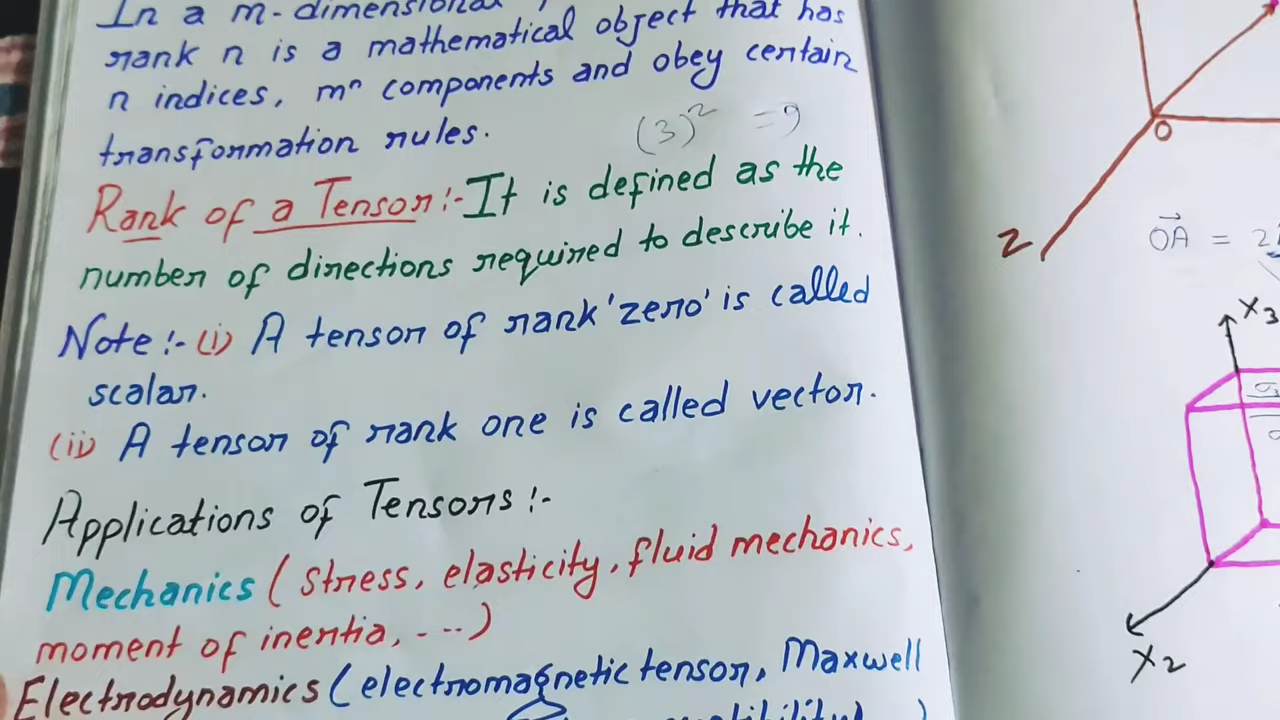 In a m-dimensional
rank n is a mathematical object that has
n indices, mⁿ components and obey certain
transformation rules.
(3)² = 9
Rank of a Tensor:- It is defined as the
number of directions required to describe it.
Note:- (i) A tensor of rank 'zero' is called
scalar.
(ii) A tensor of rank one is called vector.
Applications of Tensors:-
Mechanics (stress, elasticity, fluid mechanics,
moment of inertia, ...)
Electrodynamics (electromagnetic tensor, Maxwell
O
Z
OA⃗ = 2
X₃
X₂